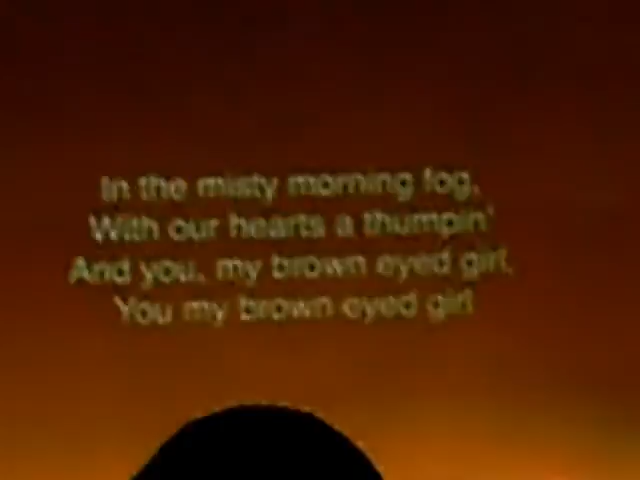 In the misty morning fog,
With our hearts a thumpin'
And you, my brown eyed girl,
You my brown eyed girl